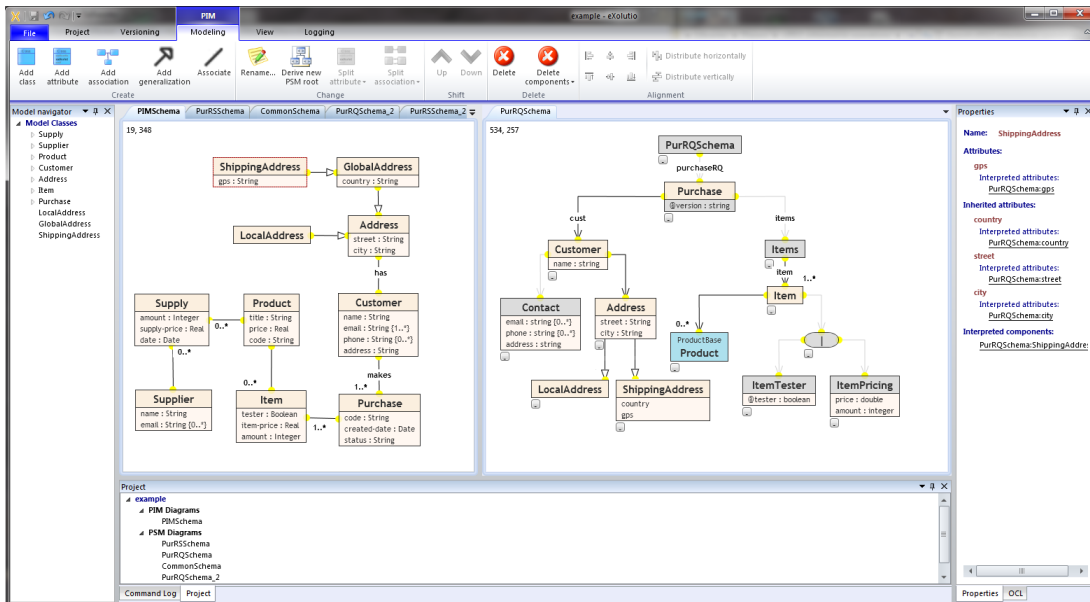 PIM
example - eXolutio
File
Project
Versioning
Modeling
View
Logging
Add class
Add attribute
Add association
Add generalization
Associate
Create
Rename...
Derive new PSM root
Split attribute
Split association
Change
Up
Down
Shift
Delete
Delete components
Delete
Distribute horizontally
Distribute vertically
Alignment
Model navigator
Model Classes
Supply
Supplier
Product
Customer
Address
Item
Purchase
LocalAddress
GlobalAddress
ShippingAddress
PIMSchema
PurRSSchema
CommonSchema
PurRQSchema_2
PurRSSchema_2
19, 348
ShippingAddress
gps : String
GlobalAddress
country : String
Address
street : String
city : String
LocalAddress
has
Supply
amount : Integer
supply-price : Real
date : Date
0..*
Product
title : String
price : Real
code : String
Customer
name : String
email : String {1..*}
phone : String {0..*}
address : String
0..*
0..*
makes
1..*
Supplier
name : String
email : String {0..*}
Item
tester : Boolean
item-price : Real
amount : Integer
1..*
Purchase
code : String
created-date : Date
status : String
PurRQSchema
534, 257
PurRQSchema
purchaseRQ
Purchase
@version : string
cust
items
Customer
name : string
Items
item
1..*
Item
Contact
email : string {0..*}
phone : string {0..*}
address : string
Address
street : String
city : String
0..*
ProductBase
Product
|
LocalAddress
ShippingAddress
country
gps
ItemTester
@tester : boolean
ItemPricing
price : double
amount : integer
Properties
Name: ShippingAddress
Attributes:
gps
Interpreted attributes:
PurRQSchema:gps
Inherited attributes:
country
Interpreted attributes:
PurRQSchema:country
street
Interpreted attributes:
PurRQSchema:street
city
Interpreted attributes:
PurRQSchema:city
Interpreted components:
PurRQSchema:ShippingAddre
Project
example
PIM Diagrams
PIMSchema
PSM Diagrams
PurRSSchema
PurRQSchema
CommonSchema
PurRQSchema_2
Command Log
Project
Properties
OCL